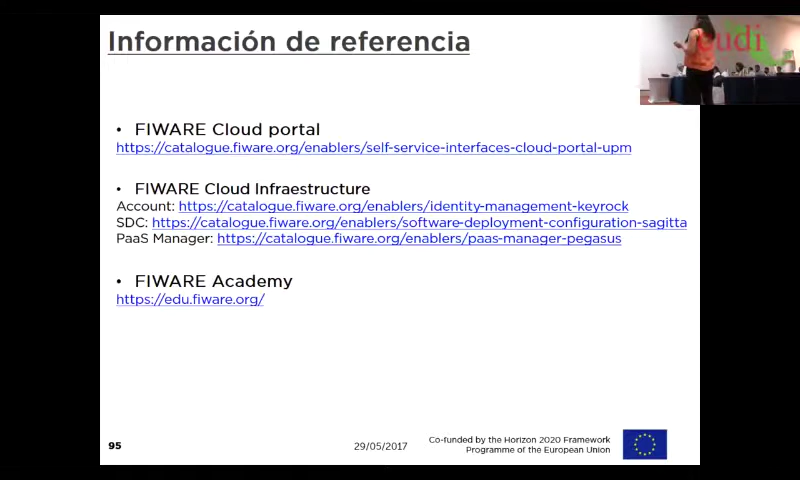 Información de referencia
cudi
• FIWARE Cloud portal
https://catalogue.fiware.org/enablers/self-service-interfaces-cloud-portal-upm
• FIWARE Cloud Infraestructure
Account: https://catalogue.fiware.org/enablers/identity-management-keyrock
SDC: https://catalogue.fiware.org/enablers/software-deployment-configuration-sagitta
PaaS Manager: https://catalogue.fiware.org/enablers/paas-manager-pegasus
• FIWARE Academy
https://edu.fiware.org/
95
29/05/2017
Co-funded by the Horizon 2020 Framework
Programme of the European Union